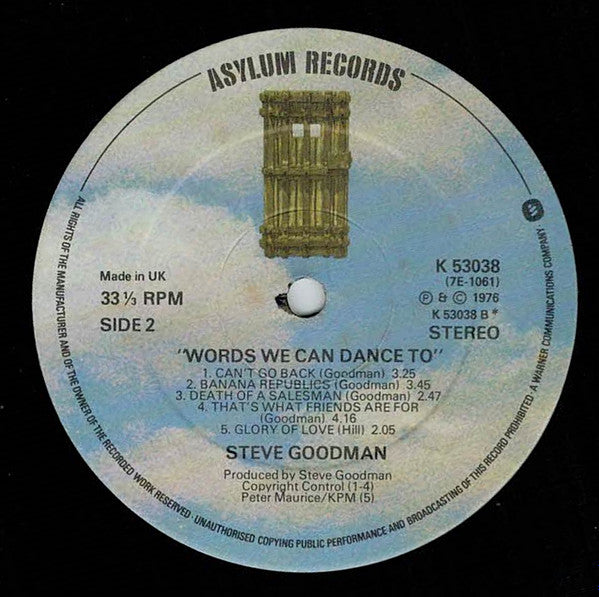 ASYLUM RECORDS
Made in UK
33⅓ RPM
SIDE 2
K 53038
(7E-1061)
Ⓟ & © 1976
K 53038 B*
STEREO
"WORDS WE CAN DANCE TO"
1. CAN'T GO BACK (Goodman) 3.25
2. BANANA REPUBLICS (Goodman) 3.45
3. DEATH OF A SALESMAN (Goodman) 2.47
4. THAT'S WHAT FRIENDS ARE FOR
(Goodman) 4.16
5. GLORY OF LOVE (Hill) 2.05
STEVE GOODMAN
Produced by Steve Goodman
Copyright Control (1-4)
Peter Maurice/KPM (5)
ALL RIGHTS OF THE MANUFACTURER AND OF THE OWNER OF THE RECORDED WORK RESERVED · UNAUTHORISED COPYING PUBLIC PERFORMANCE AND BROADCASTING OF THIS RECORD PROHIBITED · A WARNER COMMUNICATIONS COMPANY